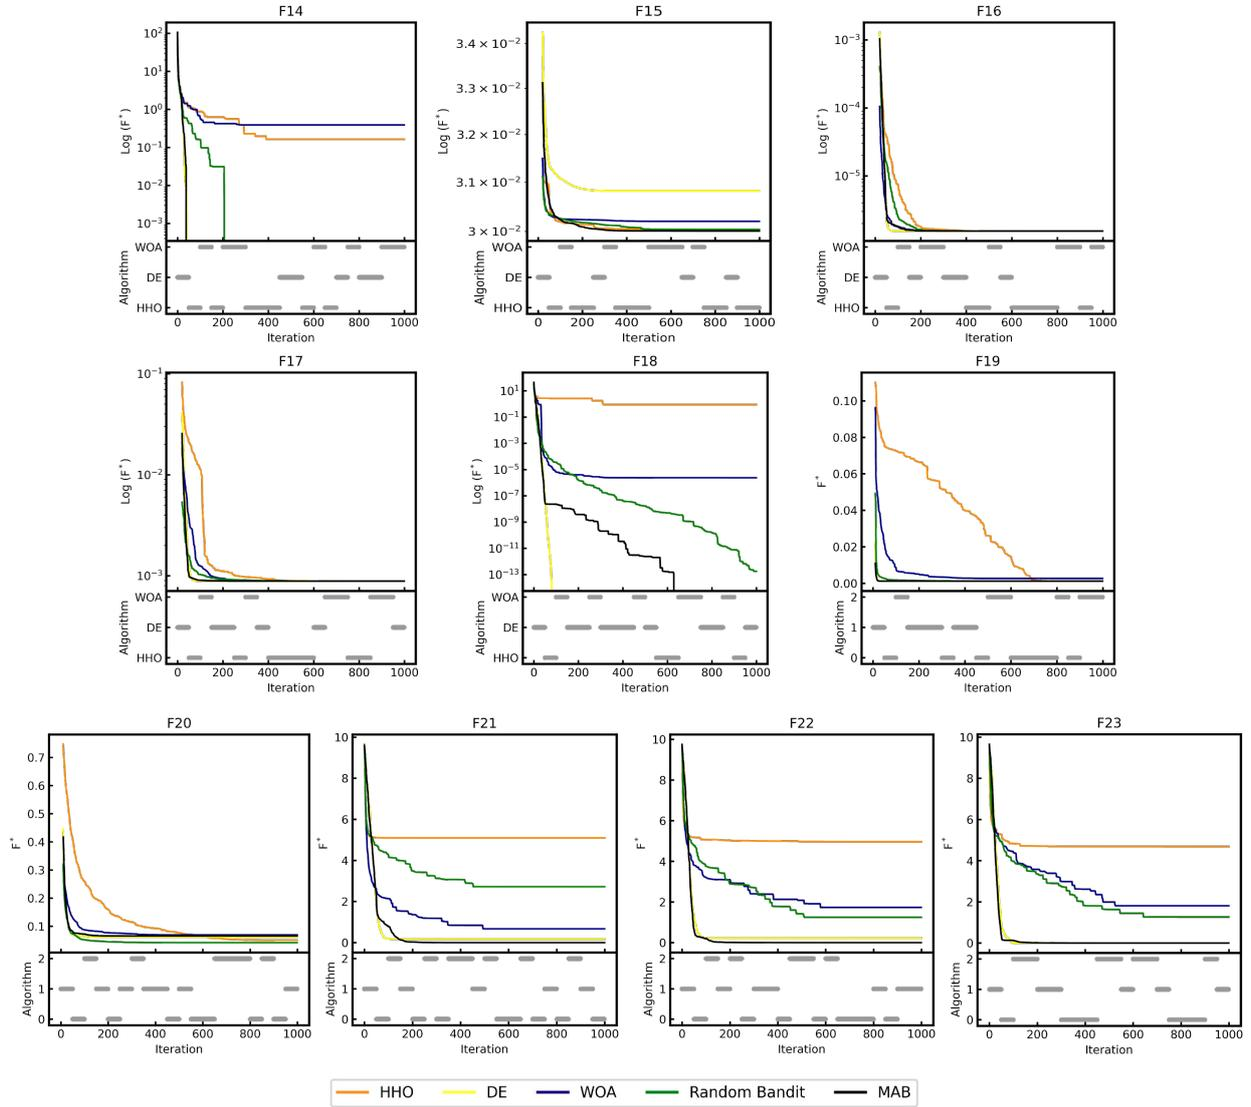 F14
F15
F16
10²
10¹
10⁰
10⁻¹
10⁻²
10⁻³
Log (F*)
3.4 × 10⁻²
3.3 × 10⁻²
3.2 × 10⁻²
3.1 × 10⁻²
3 × 10⁻²
Log (F*)
10⁻³
10⁻⁴
10⁻⁵
Log (F*)
WOA
DE
HHO
Algorithm
0 200 400 600 800 1000
Iteration
WOA
DE
HHO
Algorithm
0 200 400 600 800 1000
Iteration
WOA
DE
HHO
Algorithm
0 200 400 600 800 1000
Iteration
F17
F18
F19
10⁻¹
10⁻²
10⁻³
Log (F*)
10¹
10⁻¹
10⁻³
10⁻⁵
10⁻⁷
10⁻⁹
10⁻¹¹
10⁻¹³
Log (F*)
0.10
0.08
0.06
0.04
0.02
0.00
F*
WOA
DE
HHO
Algorithm
0 200 400 600 800 1000
Iteration
WOA
DE
HHO
Algorithm
0 200 400 600 800 1000
Iteration
2
1
0
Algorithm
0 200 400 600 800 1000
Iteration
F20
F21
F22
F23
0.7
0.6
0.5
0.4
0.3
0.2
0.1
F*
10
8
6
4
2
0
F*
10
8
6
4
2
0
F*
10
8
6
4
2
0
F*
2
1
0
Algorithm
0 200 400 600 800 1000
Iteration
2
1
0
Algorithm
0 200 400 600 800 1000
Iteration
2
1
0
Algorithm
0 200 400 600 800 1000
Iteration
2
1
0
Algorithm
0 200 400 600 800 1000
Iteration
HHO DE WOA Random Bandit MAB